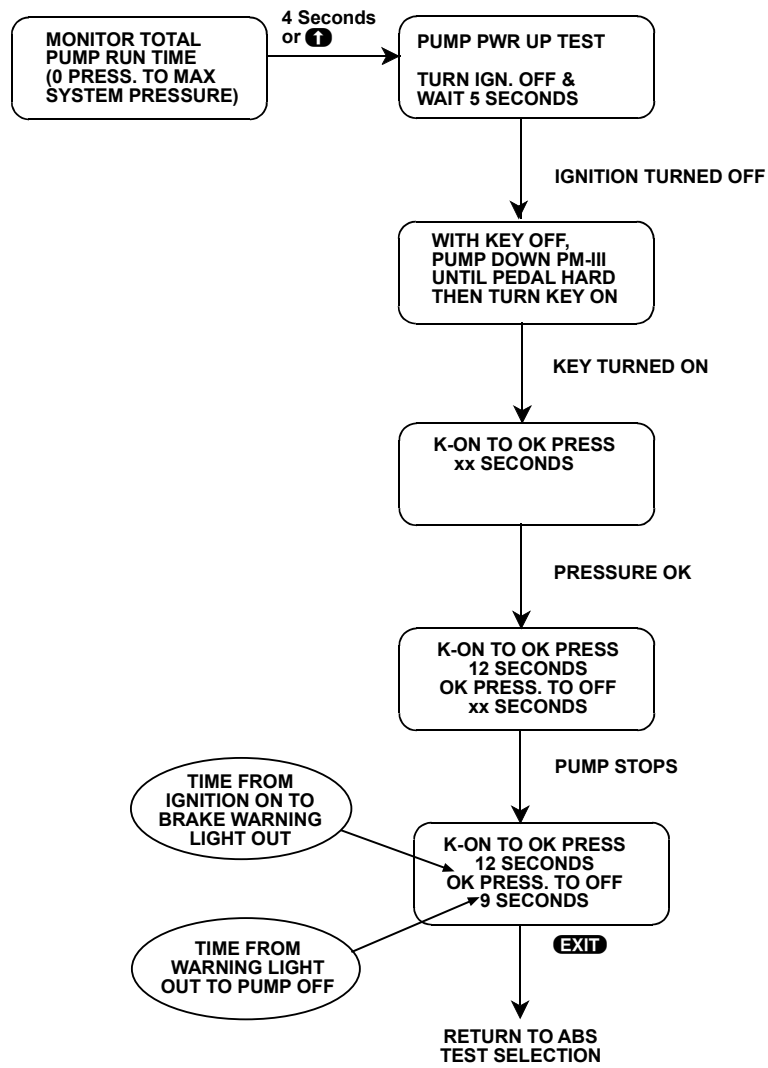 MONITOR TOTAL
PUMP RUN TIME
(0 PRESS. TO MAX
SYSTEM PRESSURE)
4 Seconds
or ⬆
PUMP PWR UP TEST
TURN IGN. OFF &
WAIT 5 SECONDS
IGNITION TURNED OFF
WITH KEY OFF,
PUMP DOWN PM-III
UNTIL PEDAL HARD
THEN TURN KEY ON
KEY TURNED ON
K-ON TO OK PRESS
xx SECONDS
PRESSURE OK
K-ON TO OK PRESS
12 SECONDS
OK PRESS. TO OFF
xx SECONDS
PUMP STOPS
TIME FROM
IGNITION ON TO
BRAKE WARNING
LIGHT OUT
K-ON TO OK PRESS
12 SECONDS
OK PRESS. TO OFF
9 SECONDS
TIME FROM
WARNING LIGHT
OUT TO PUMP OFF
EXIT
RETURN TO ABS
TEST SELECTION